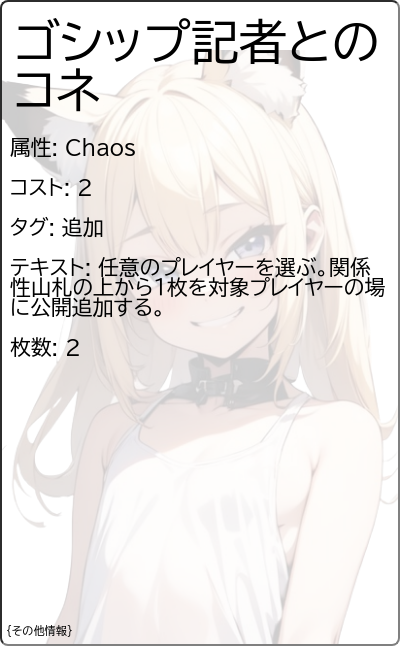 ゴシップ記者との
コネ
属性: Chaos
コスト: 2
タグ: 追加
テキスト: 任意のプレイヤーを選ぶ。関係
性山札の上から1枚を対象プレイヤーの場
に公開追加する。
枚数: 2
{その他情報}